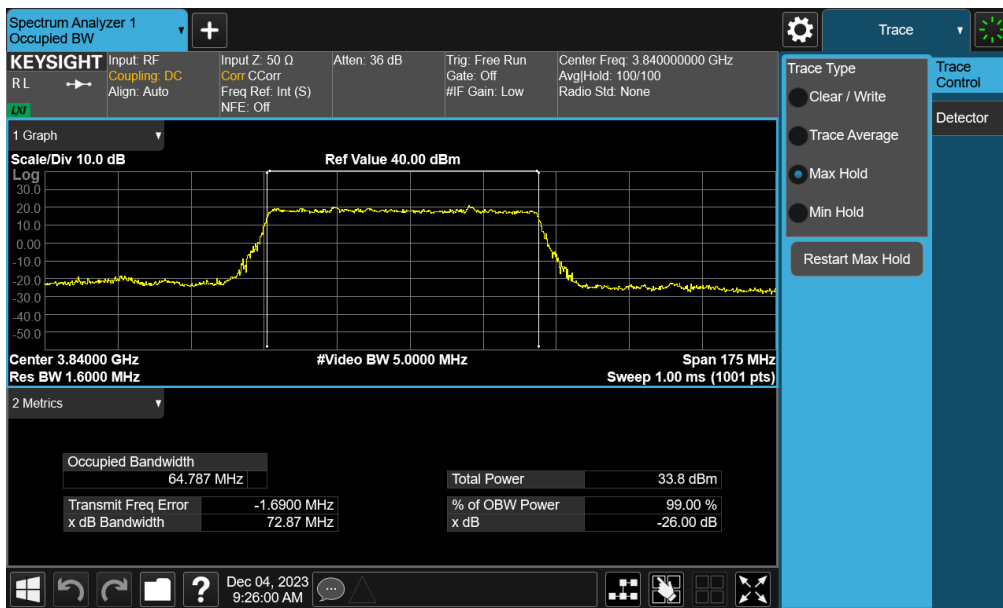 Spectrum Analyzer 1
Occupied BW
+
Trace
KEYSIGHT
R L
LXI
Input: RF
Coupling: DC
Align: Auto
Input Z: 50 Ω
Corr CCorr
Freq Ref: Int (S)
NFE: Off
Atten: 36 dB
Trig: Free Run
Gate: Off
#IF Gain: Low
Center Freq: 3.840000000 GHz
Avg|Hold: 100/100
Radio Std: None
1 Graph
Scale/Div 10.0 dB
Ref Value 40.00 dBm
Log
30.0
20.0
10.0
0.00
-10.0
-20.0
-30.0
-40.0
-50.0
Center 3.84000 GHz
#Video BW 5.0000 MHz
Span 175 MHz
Res BW 1.6000 MHz
Sweep 1.00 ms (1001 pts)
2 Metrics
Occupied Bandwidth
64.787 MHz
Total Power 33.8 dBm
Transmit Freq Error -1.6900 MHz
% of OBW Power 99.00 %
x dB Bandwidth 72.87 MHz
x dB -26.00 dB
Trace Type
Clear / Write
Trace Average
Max Hold
Min Hold
Restart Max Hold
Trace
Control
Detector
?
Dec 04, 2023
9:26:00 AM